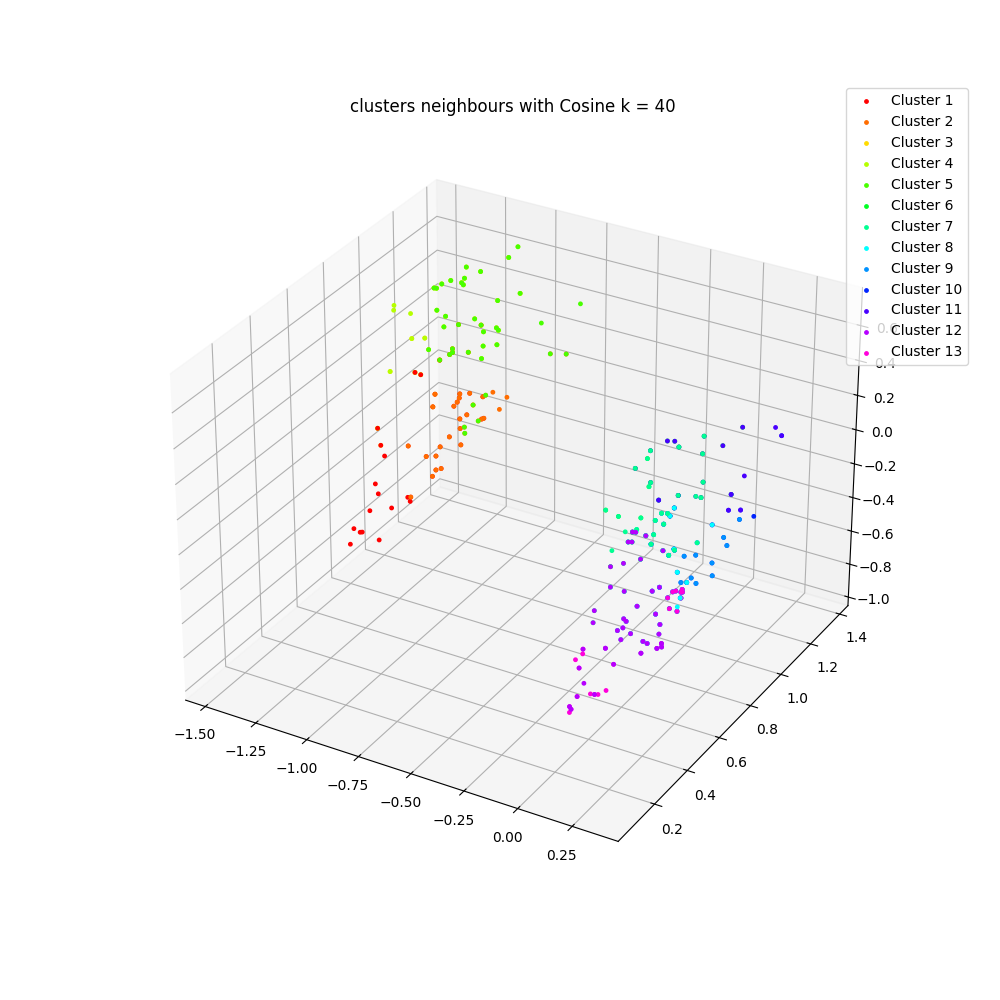 clusters neighbours with Cosine k = 40
Cluster 1
Cluster 2
Cluster 3
Cluster 4
Cluster 5
Cluster 6
Cluster 7
Cluster 8
Cluster 9
Cluster 10
Cluster 11
Cluster 12
Cluster 13
0.4
0.2
0.0
−0.2
−0.4
−0.6
−0.8
−1.0
1.4
1.2
1.0
0.8
0.6
0.4
0.2
−1.50
−1.25
−1.00
−0.75
−0.50
−0.25
0.00
0.25